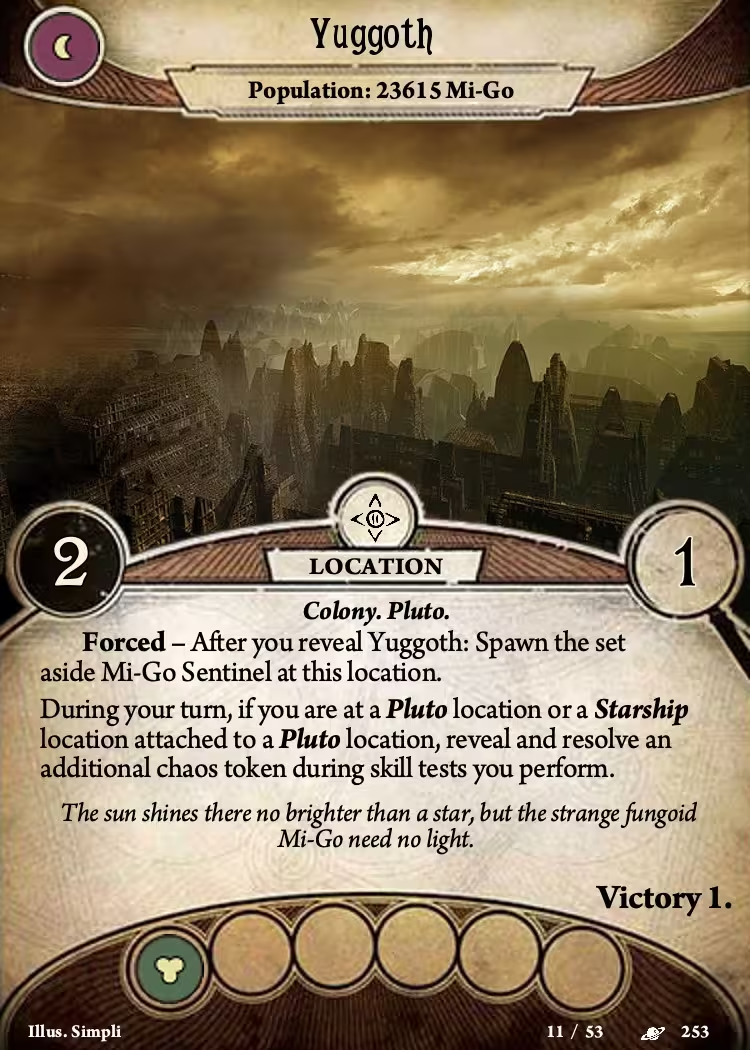 Yuggoth
Population: 23615 Mi-Go
2
1
LOCATION
Colony. Pluto.
Forced – After you reveal Yuggoth: Spawn the set
aside Mi-Go Sentinel at this location.
During your turn, if you are at a Pluto location or a Starship
location attached to a Pluto location, reveal and resolve an
additional chaos token during skill tests you perform.
The sun shines there no brighter than a star, but the strange fungoid
Mi-Go need no light.
Victory 1.
Illus. Simpli
11 / 53
253